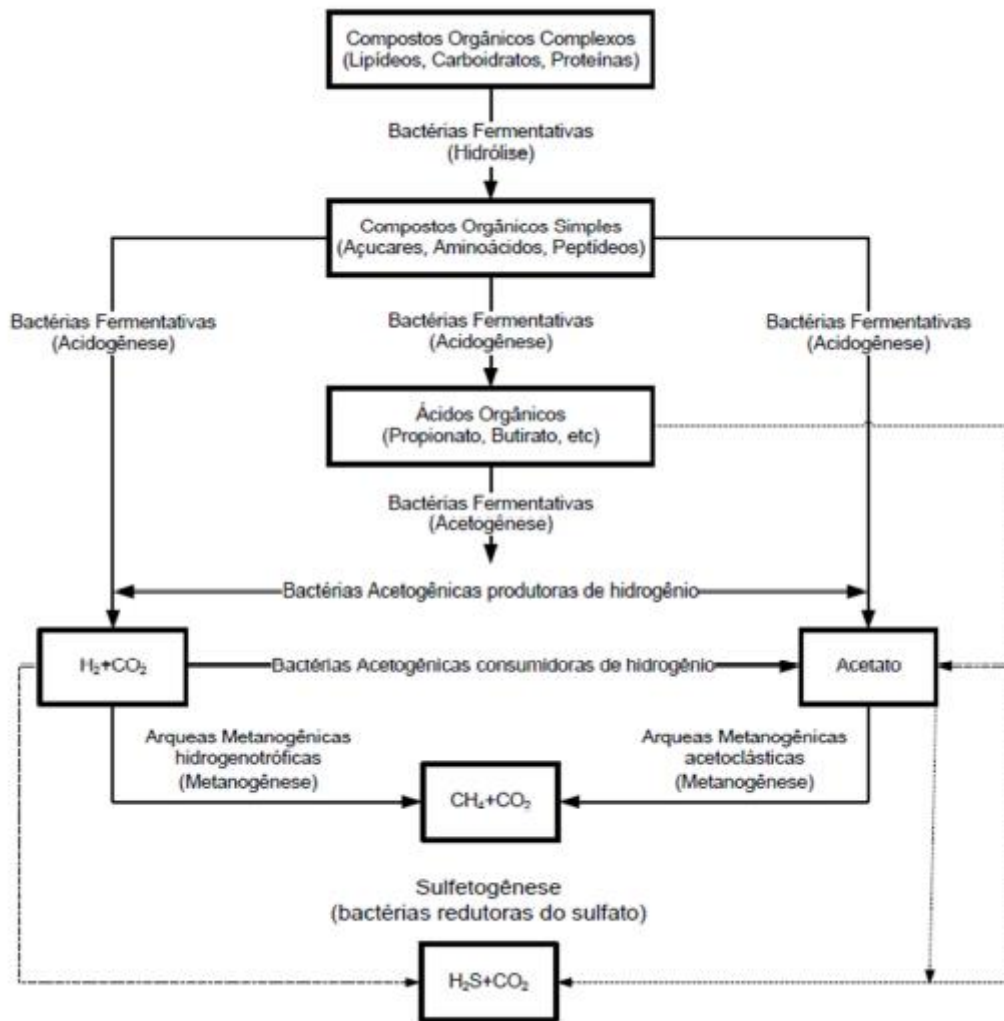 Compostos Orgânicos Complexos
(Lipídeos, Carboidratos, Proteínas)
Bactérias Fermentativas
(Hidrólise)
Compostos Orgânicos Simples
(Açucares, Aminoácidos, Peptídeos)
Bactérias Fermentativas
(Acidogênese)
Bactérias Fermentativas
(Acidogênese)
Bactérias Fermentativas
(Acidogênese)
Ácidos Orgânicos
(Propionato, Butirato, etc)
Bactérias Fermentativas
(Acetogênese)
Bactérias Acetogênicas produtoras de hidrogênio
H₂+CO₂
Bactérias Acetogênicas consumidoras de hidrogênio
Acetato
Arqueas Metanogênicas
hidrogenotróficas
(Metanogênese)
Arqueas Metanogênicas
acetoclásticas
(Metanogênese)
CH₄+CO₂
Sulfetogênese
(bactérias redutoras do sulfato)
H₂S+CO₂